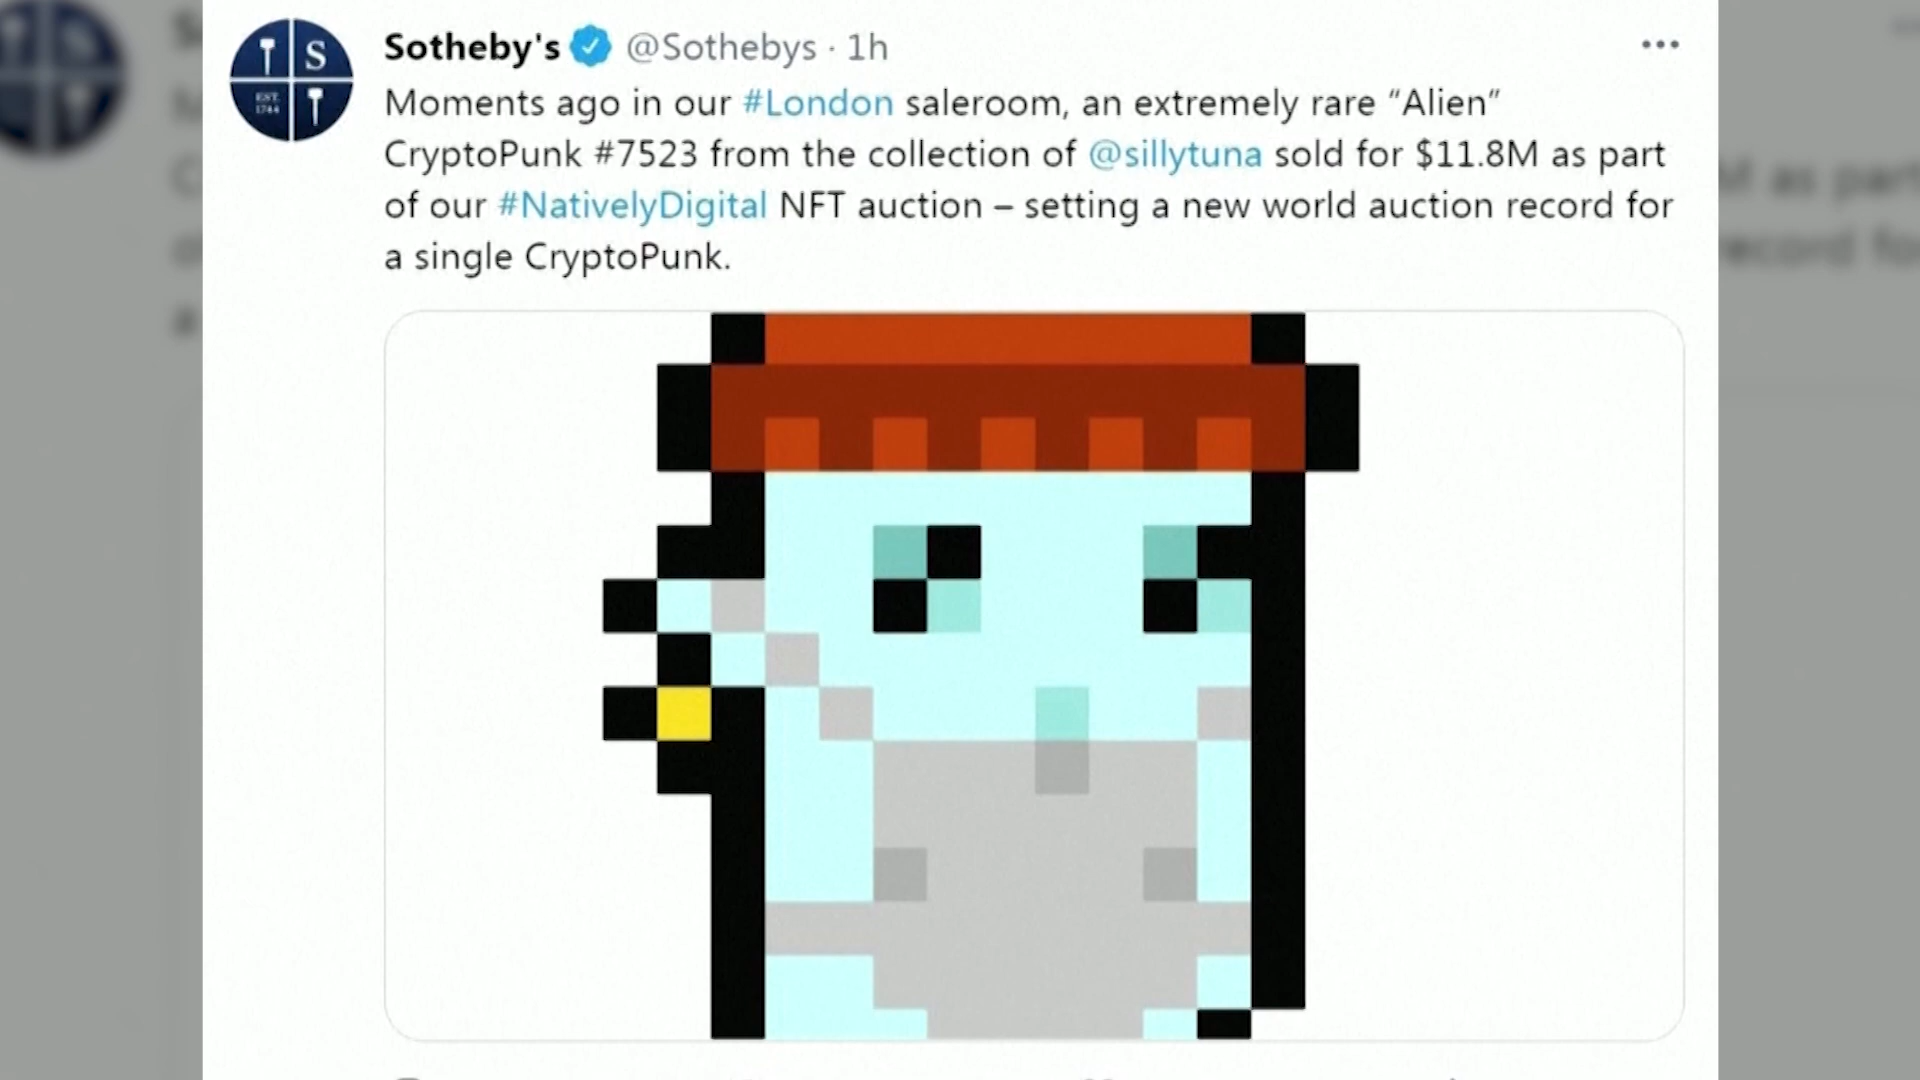 Sotheby's @Sothebys · 1h
Moments ago in our #London saleroom, an extremely rare “Alien”
CryptoPunk #7523 from the collection of @sillytuna sold for $11.8M as part
of our #NativelyDigital NFT auction – setting a new world auction record for
a single CryptoPunk.
S
EST.
1744